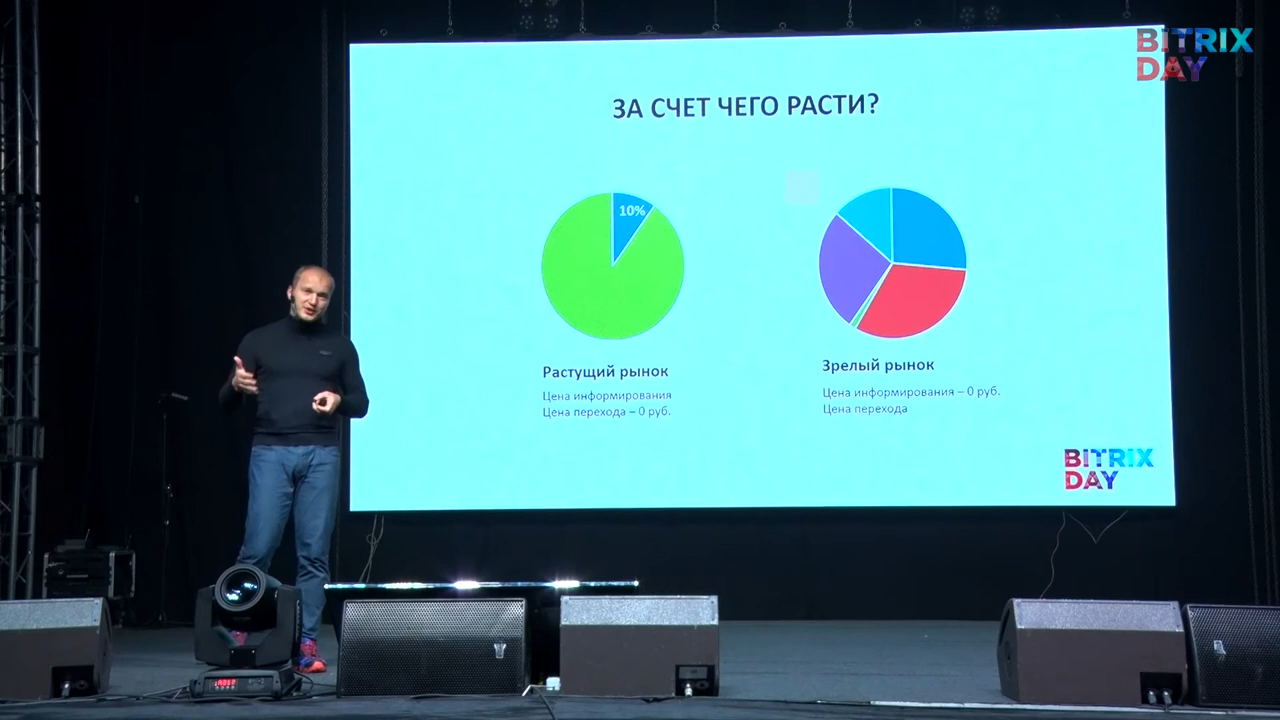 BITRIX
DAY
ЗА СЧЕТ ЧЕГО РАСТИ?
10%
Растущий рынок
Цена информирования
Цена перехода – 0 руб.
Зрелый рынок
Цена информирования – 0 руб.
Цена перехода
BITRIX
DAY